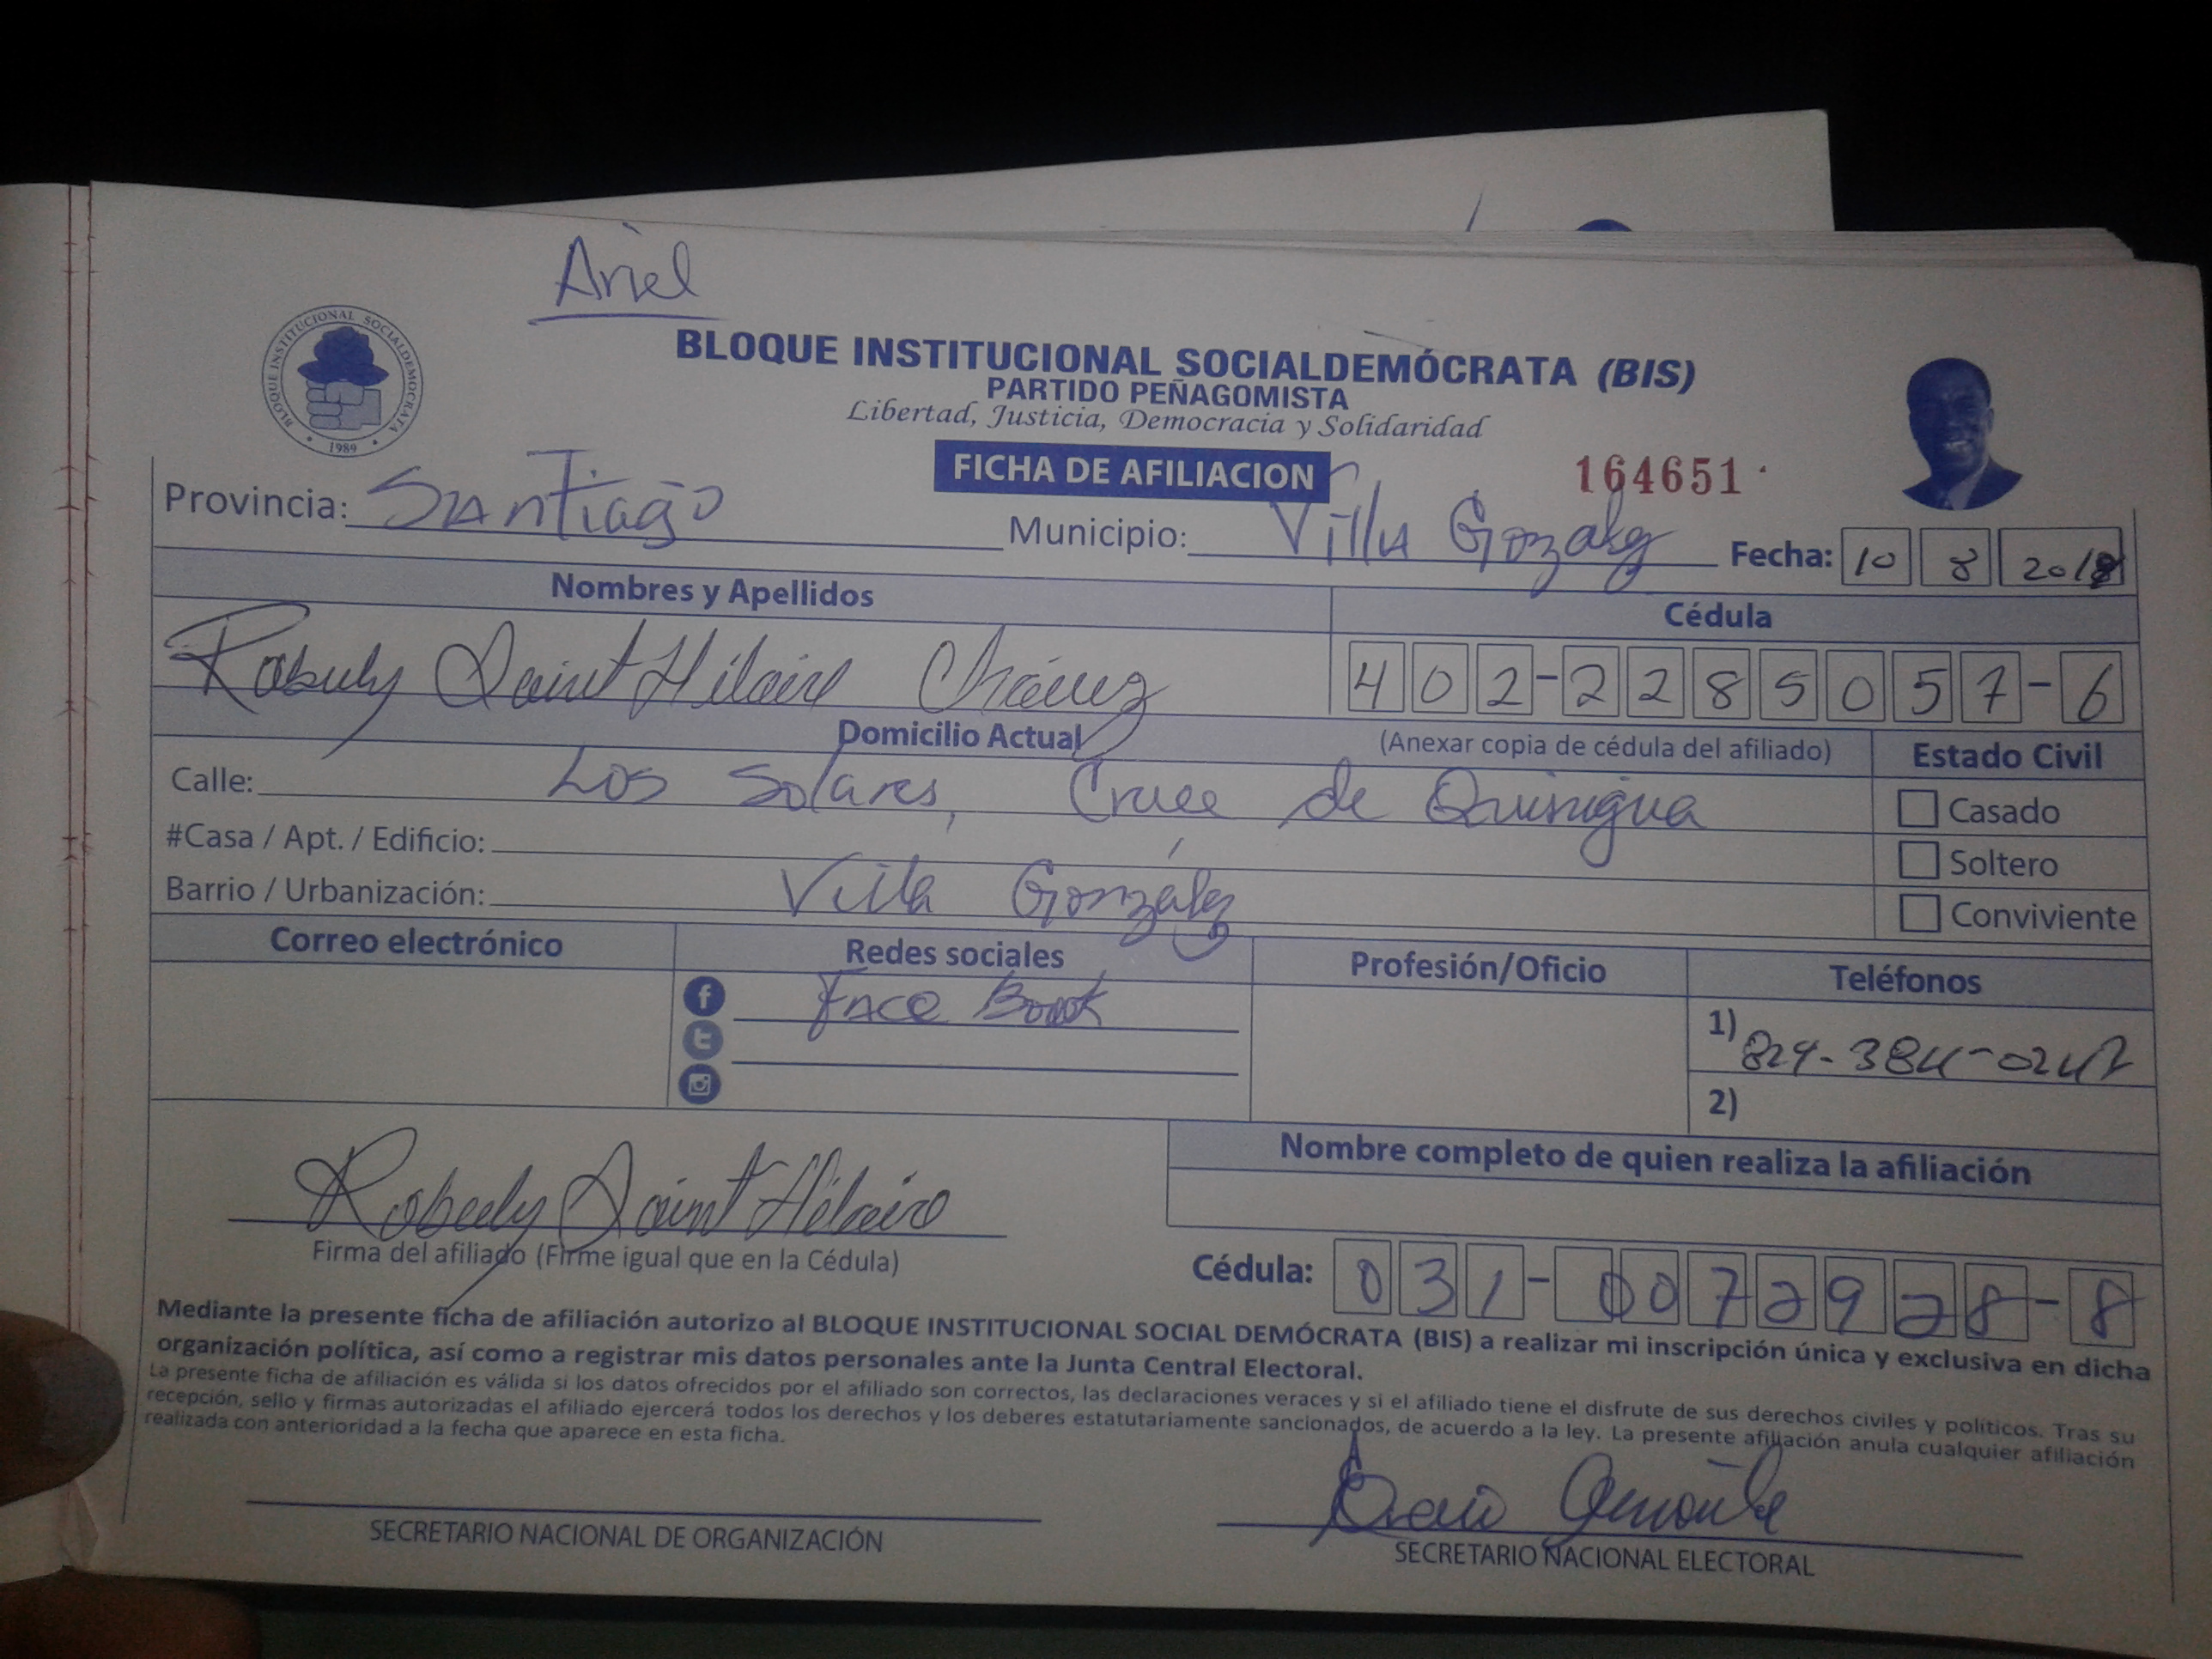 Ariel
BLOQUE INSTITUCIONAL SOCIALDEMOCRATA
1989
BLOQUE INSTITUCIONAL SOCIALDEMÓCRATA (BIS)
PARTIDO PEÑAGOMISTA
Libertad, Justicia, Democracia y Solidaridad
FICHA DE AFILIACION
164651
Provincia: Santiago Municipio: Villa Gonzalez Fecha: 10 8 2018
Nombres y Apellidos Cédula
Saint Hilaire Chávez 402-2285057-6
Domicilio Actual (Anexar copia de cédula del afiliado) Estado Civil
Calle: Los Solares, Cruce de Quinigua Casado
#Casa / Apt. / Edificio: Soltero
Barrio / Urbanización: Villa González Conviviente
Correo electrónico Redes sociales Profesión/Oficio Teléfonos
Face Book 1)
2)
Nombre completo de quien realiza la afiliación
Saint Hilaire
Firma del afiliado (Firme igual que en la Cédula) Cédula: 031-0072928-8
Mediante la presente ficha de afiliación autorizo al BLOQUE INSTITUCIONAL SOCIAL DEMÓCRATA (BIS) a realizar mi inscripción única y exclusiva en dicha
organización política, así como a registrar mis datos personales ante la Junta Central Electoral.
La presente ficha de afiliación es válida si los datos ofrecidos por el afiliado son correctos, las declaraciones veraces y si el afiliado tiene el disfrute de sus derechos civiles y políticos. Tras su
recepción, sello y firmas autorizadas el afiliado ejercerá todos los derechos y los deberes estatutariamente sancionados, de acuerdo a la ley. La presente afiliación anula cualquier afiliación
realizada con anterioridad a la fecha que aparece en esta ficha.
SECRETARIO NACIONAL DE ORGANIZACIÓN SECRETARIO NACIONAL ELECTORAL